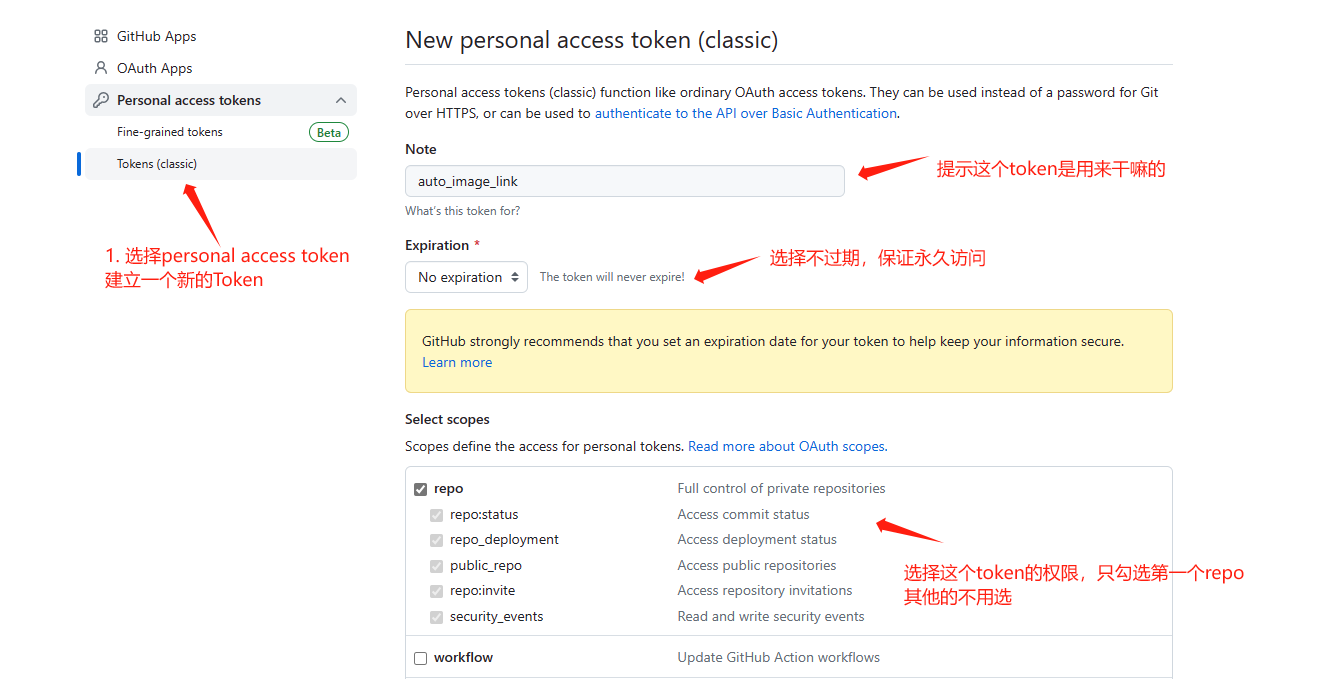 GitHub Apps
OAuth Apps
Personal access tokens
Fine-grained tokens
Beta
Tokens (classic)
1. 选择personal access token
建立一个新的Token
New personal access token (classic)
Personal access tokens (classic) function like ordinary OAuth access tokens. They can be used instead of a password for Git
over HTTPS, or can be used to authenticate to the API over Basic Authentication.
Note
auto_image_link
提示这个token是用来干嘛的
What's this token for?
Expiration *
No expiration
The token will never expire!
选择不过期，保证永久访问
GitHub strongly recommends that you set an expiration date for your token to help keep your information secure.
Learn more
Select scopes
Scopes define the access for personal tokens. Read more about OAuth scopes.
repo Full control of private repositories
repo:status Access commit status
repo_deployment Access deployment status
public_repo Access public repositories
repo:invite Access repository invitations
security_events Read and write security events
选择这个token的权限，只勾选第一个repo
其他的不用选
workflow Update GitHub Action workflows